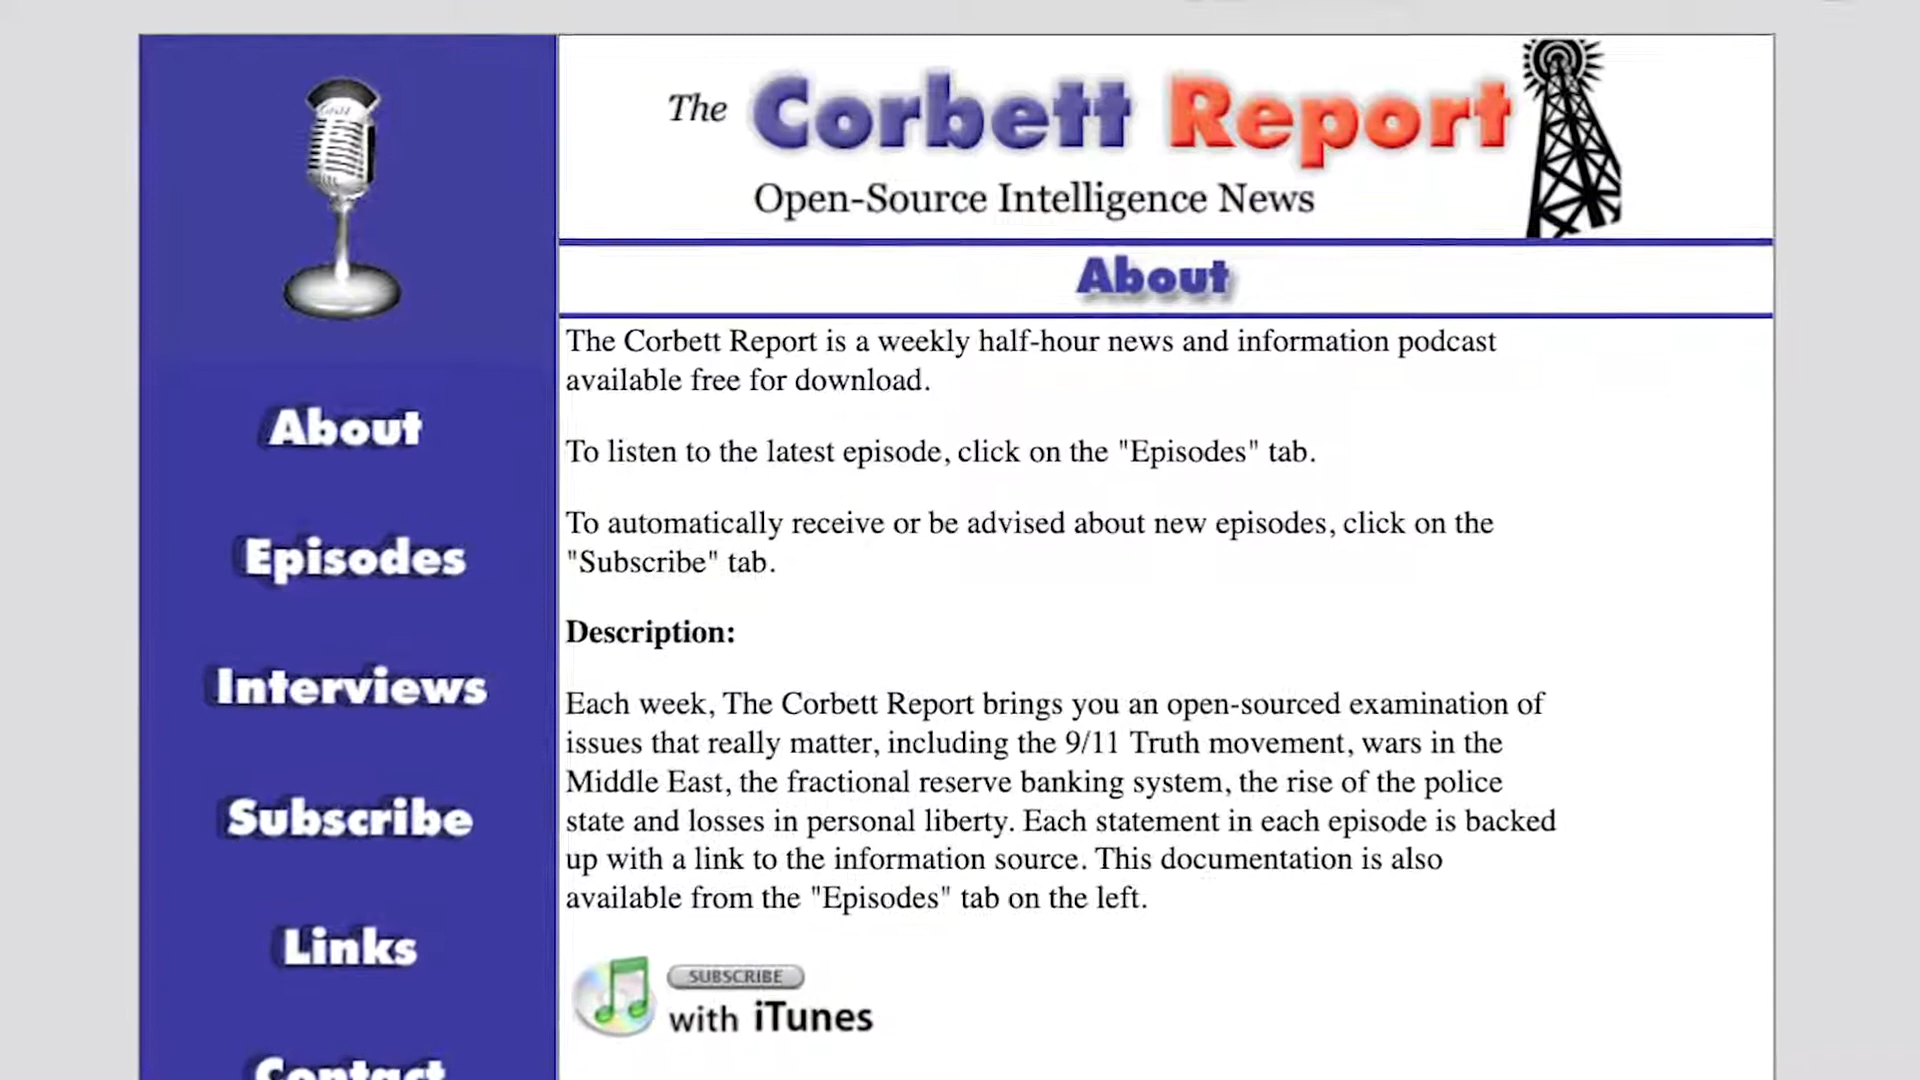 The Corbett Report
Open-Source Intelligence News
About
About
Episodes
Interviews
Subscribe
Links
Contact
The Corbett Report is a weekly half-hour news and information podcast
available free for download.
To listen to the latest episode, click on the "Episodes" tab.
To automatically receive or be advised about new episodes, click on the
"Subscribe" tab.
Description:
Each week, The Corbett Report brings you an open-sourced examination of
issues that really matter, including the 9/11 Truth movement, wars in the
Middle East, the fractional reserve banking system, the rise of the police
state and losses in personal liberty. Each statement in each episode is backed
up with a link to the information source. This documentation is also
available from the "Episodes" tab on the left.
SUBSCRIBE
with iTunes